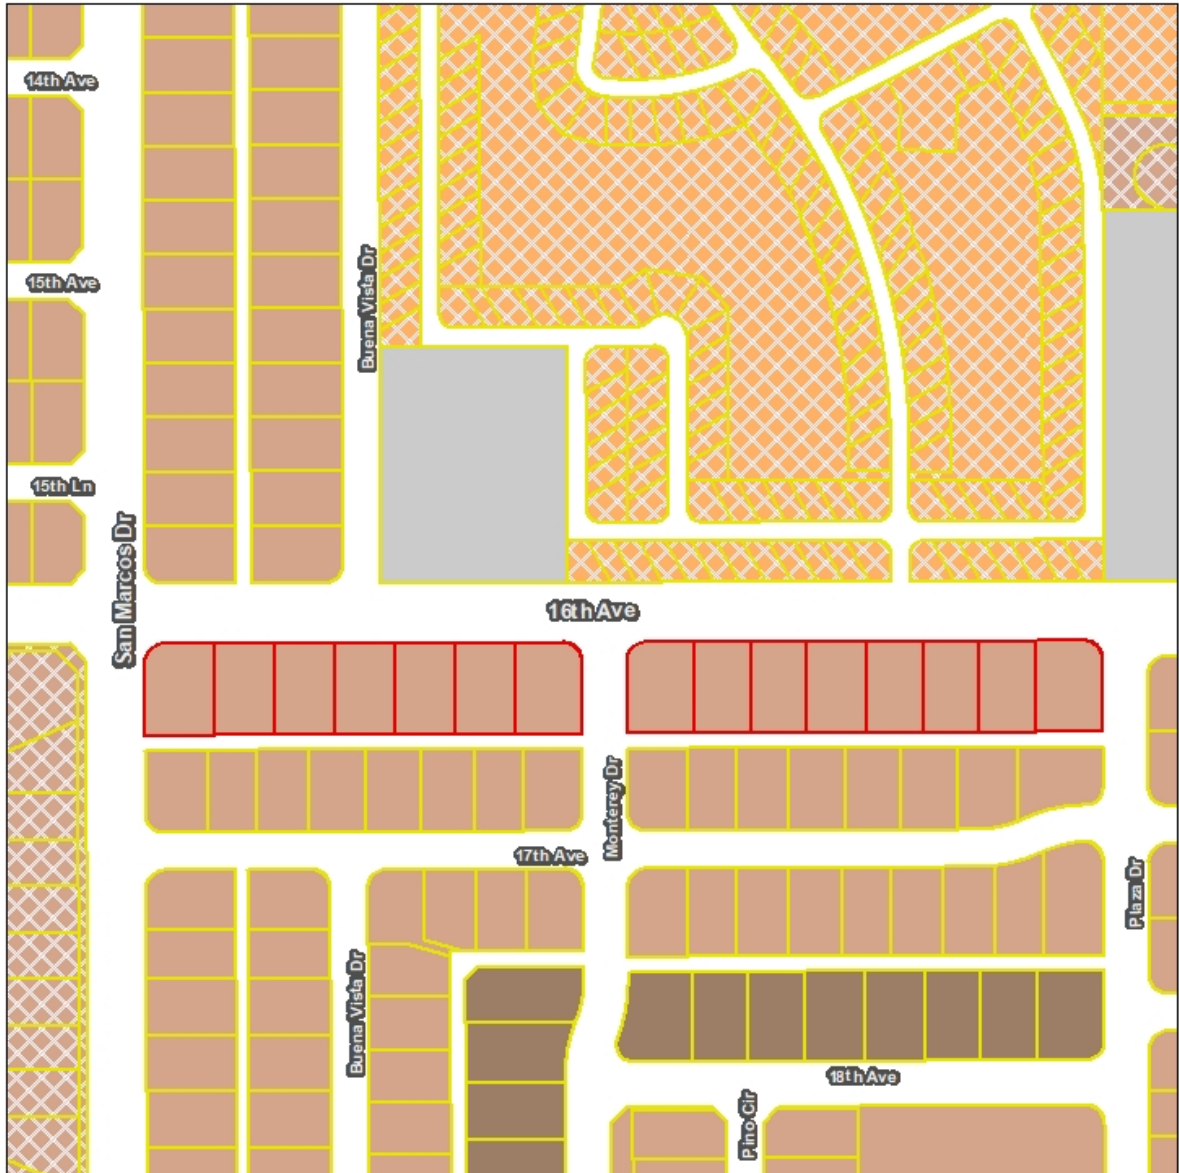 14th Ave
15th Ave
Buena Vista Dr
15th Ln
San Marcos Dr
16th Ave
Monterey Dr
17th Ave
Plaza Dr
Buena Vista Dr
18th Ave
Pino Cir